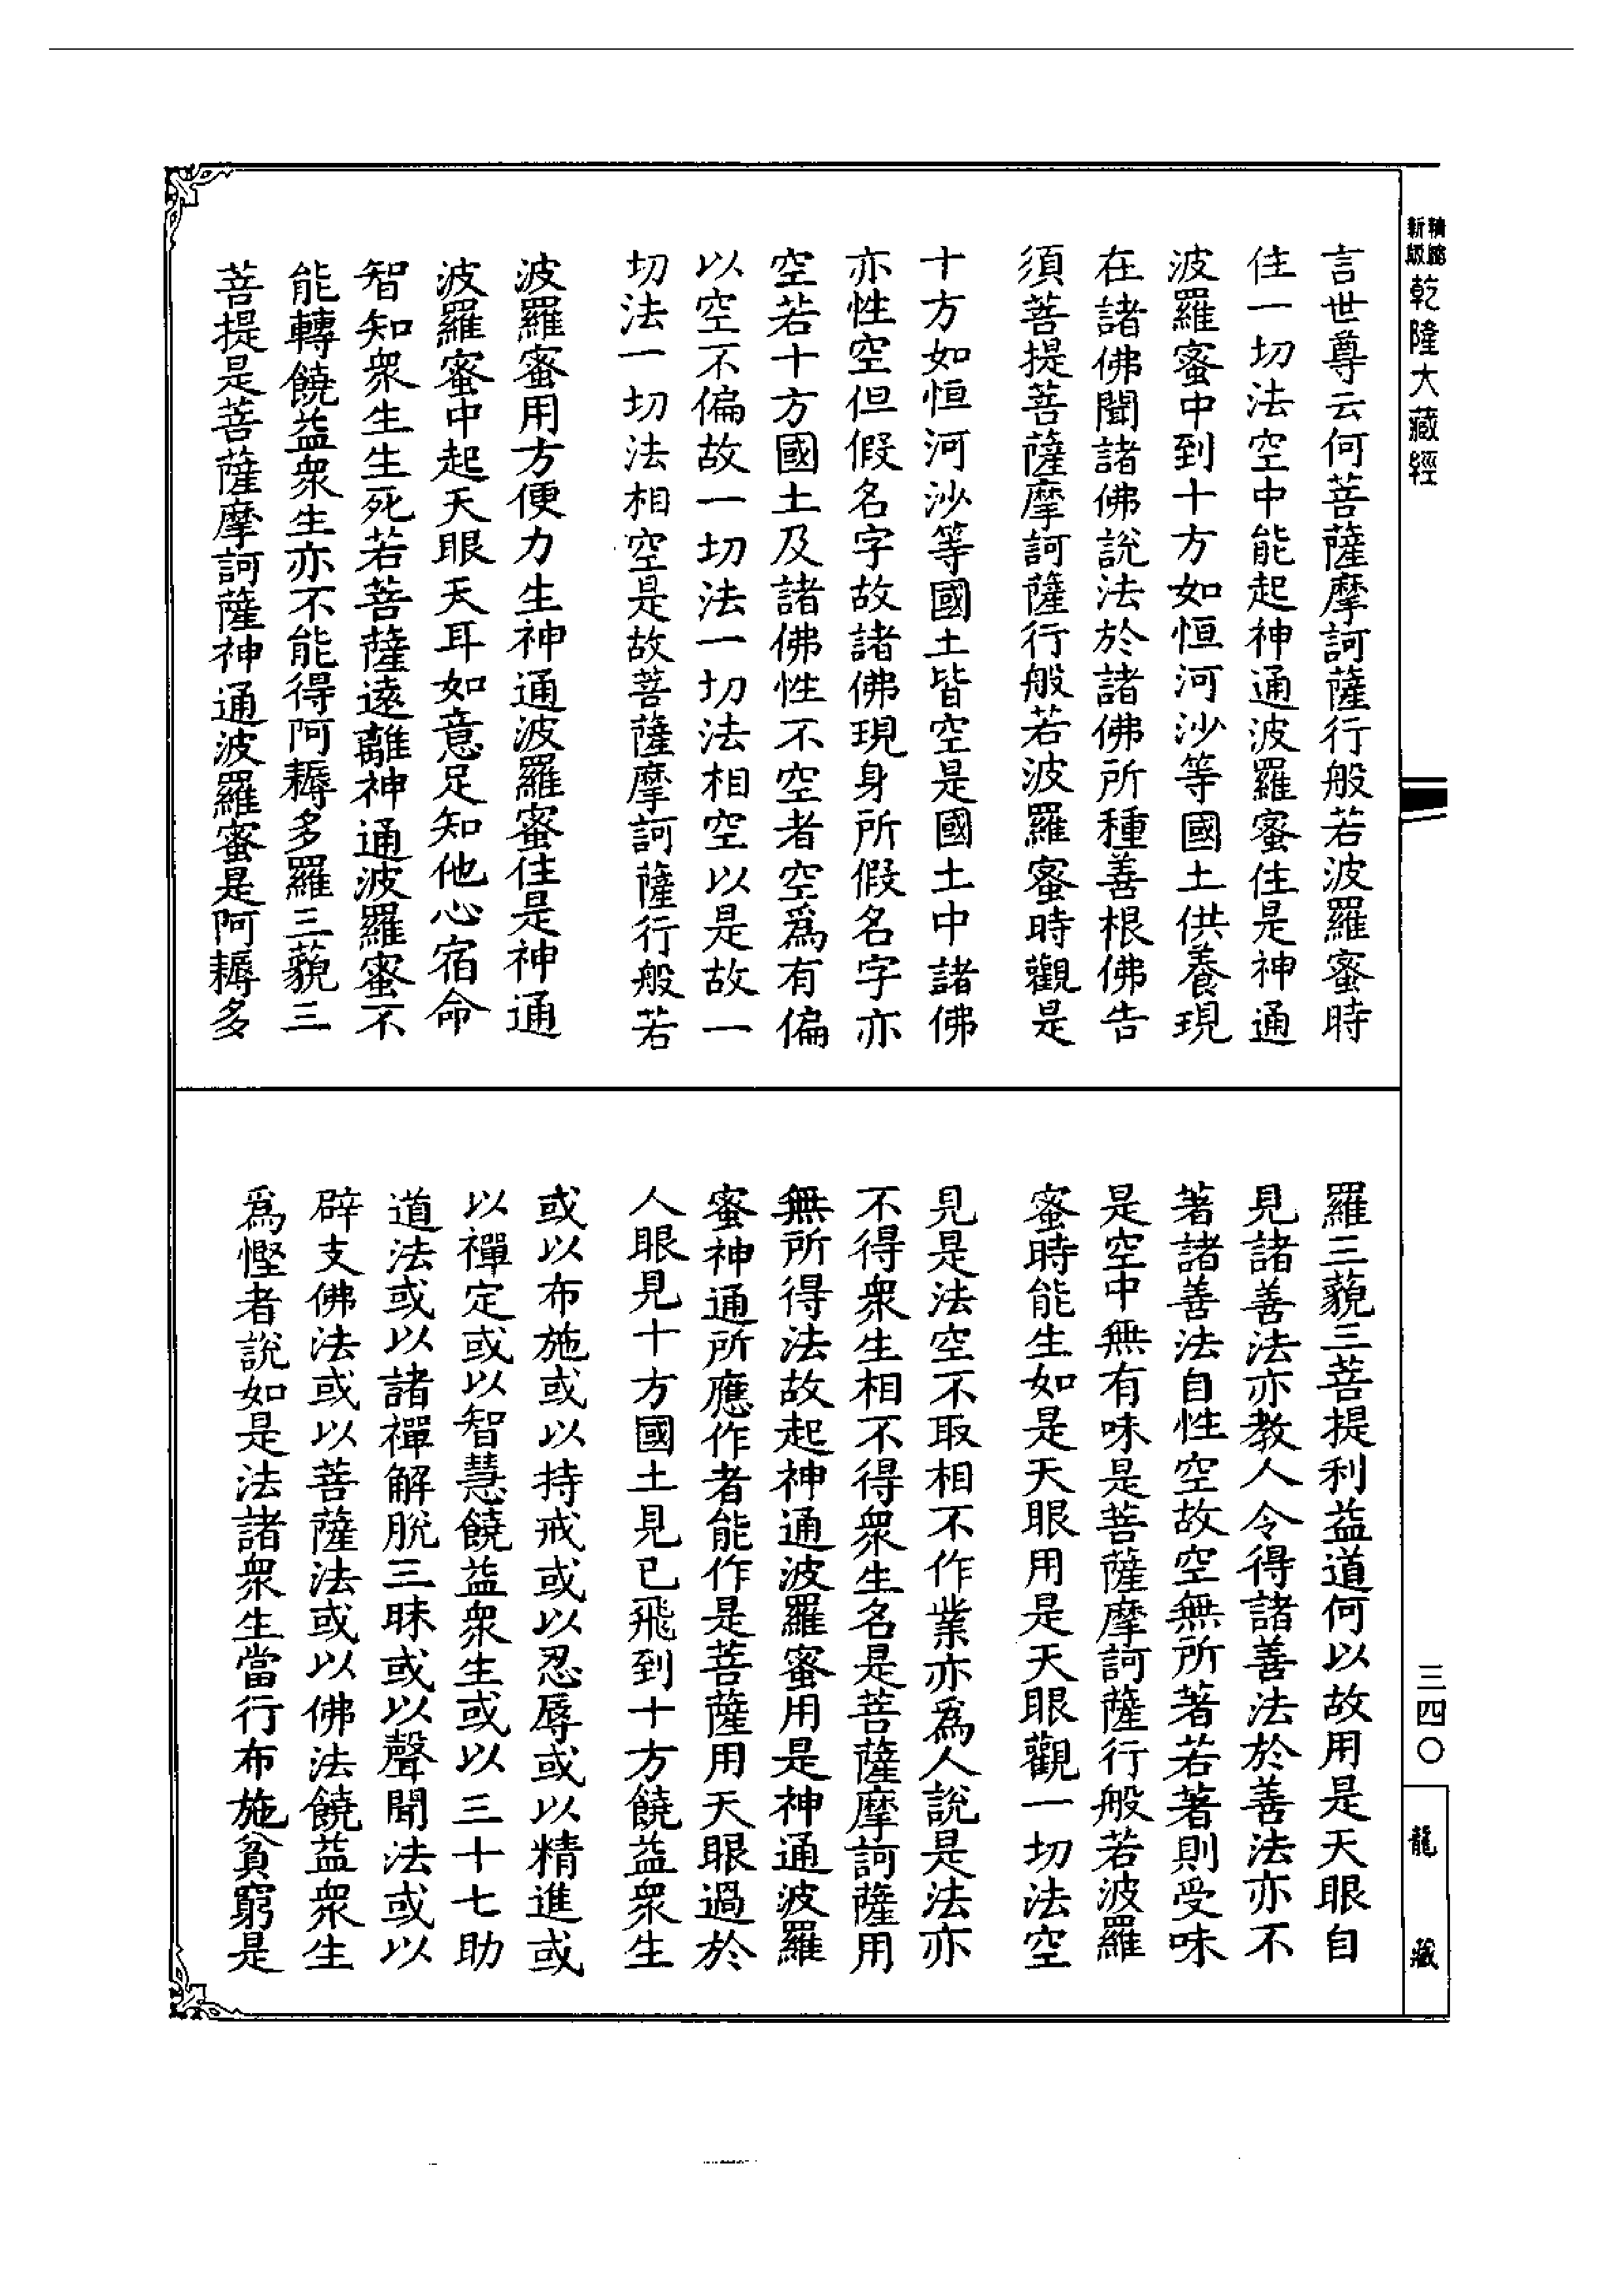 精縮新版乾隆大藏經
三四〇
龍藏
言世尊云何菩薩摩訶薩行般若波羅蜜時
住一切法空中能起神通波羅蜜住是神通
波羅蜜中到十方如恒河沙等國土供養現
在諸佛聞諸佛說法於諸佛所種善根佛告
須菩提菩薩摩訶薩行般若波羅蜜時觀是
十方如恒河沙等國土皆空是國土中諸佛
亦性空但假名字故諸佛現身所假名字亦
空若十方國土及諸佛性不空者空爲有偏
以空不偏故一切法一切法相空以是故一
切法一切法相空是故菩薩摩訶薩行般若
波羅蜜用方便力生神通波羅蜜住是神通
波羅蜜中起天眼天耳如意足知他心宿命
智知衆生生死若菩薩遠離神通波羅蜜不
能轉饒益衆生亦不能得阿耨多羅三藐三
菩提是菩薩摩訶薩神通波羅蜜是阿耨多
羅三藐三菩提利益道何以故用是天眼自
見諸善法亦教人令得諸善法於善法亦不
著諸善法自性空故空無所著若著則受味
是空中無有味是菩薩摩訶薩行般若波羅
蜜時能生如是天眼用是天眼觀一切法空
見是法空不取相不作業亦爲人說是法亦
不得衆生相不得衆生名是菩薩摩訶薩用
無所得法故起神通波羅蜜用是神通波羅
蜜神通所應作者能作是菩薩用天眼過於
人眼見十方國土見已飛到十方饒益衆生
或以布施或以持戒或以忍辱或以精進或
以禪定或以智慧饒益衆生或以三十七助
道法或以諸禪解脫三昧或以聲聞法或以
辟支佛法或以菩薩法或以佛法饒益衆生
爲慳者說如是法諸衆生當行布施貧窮是